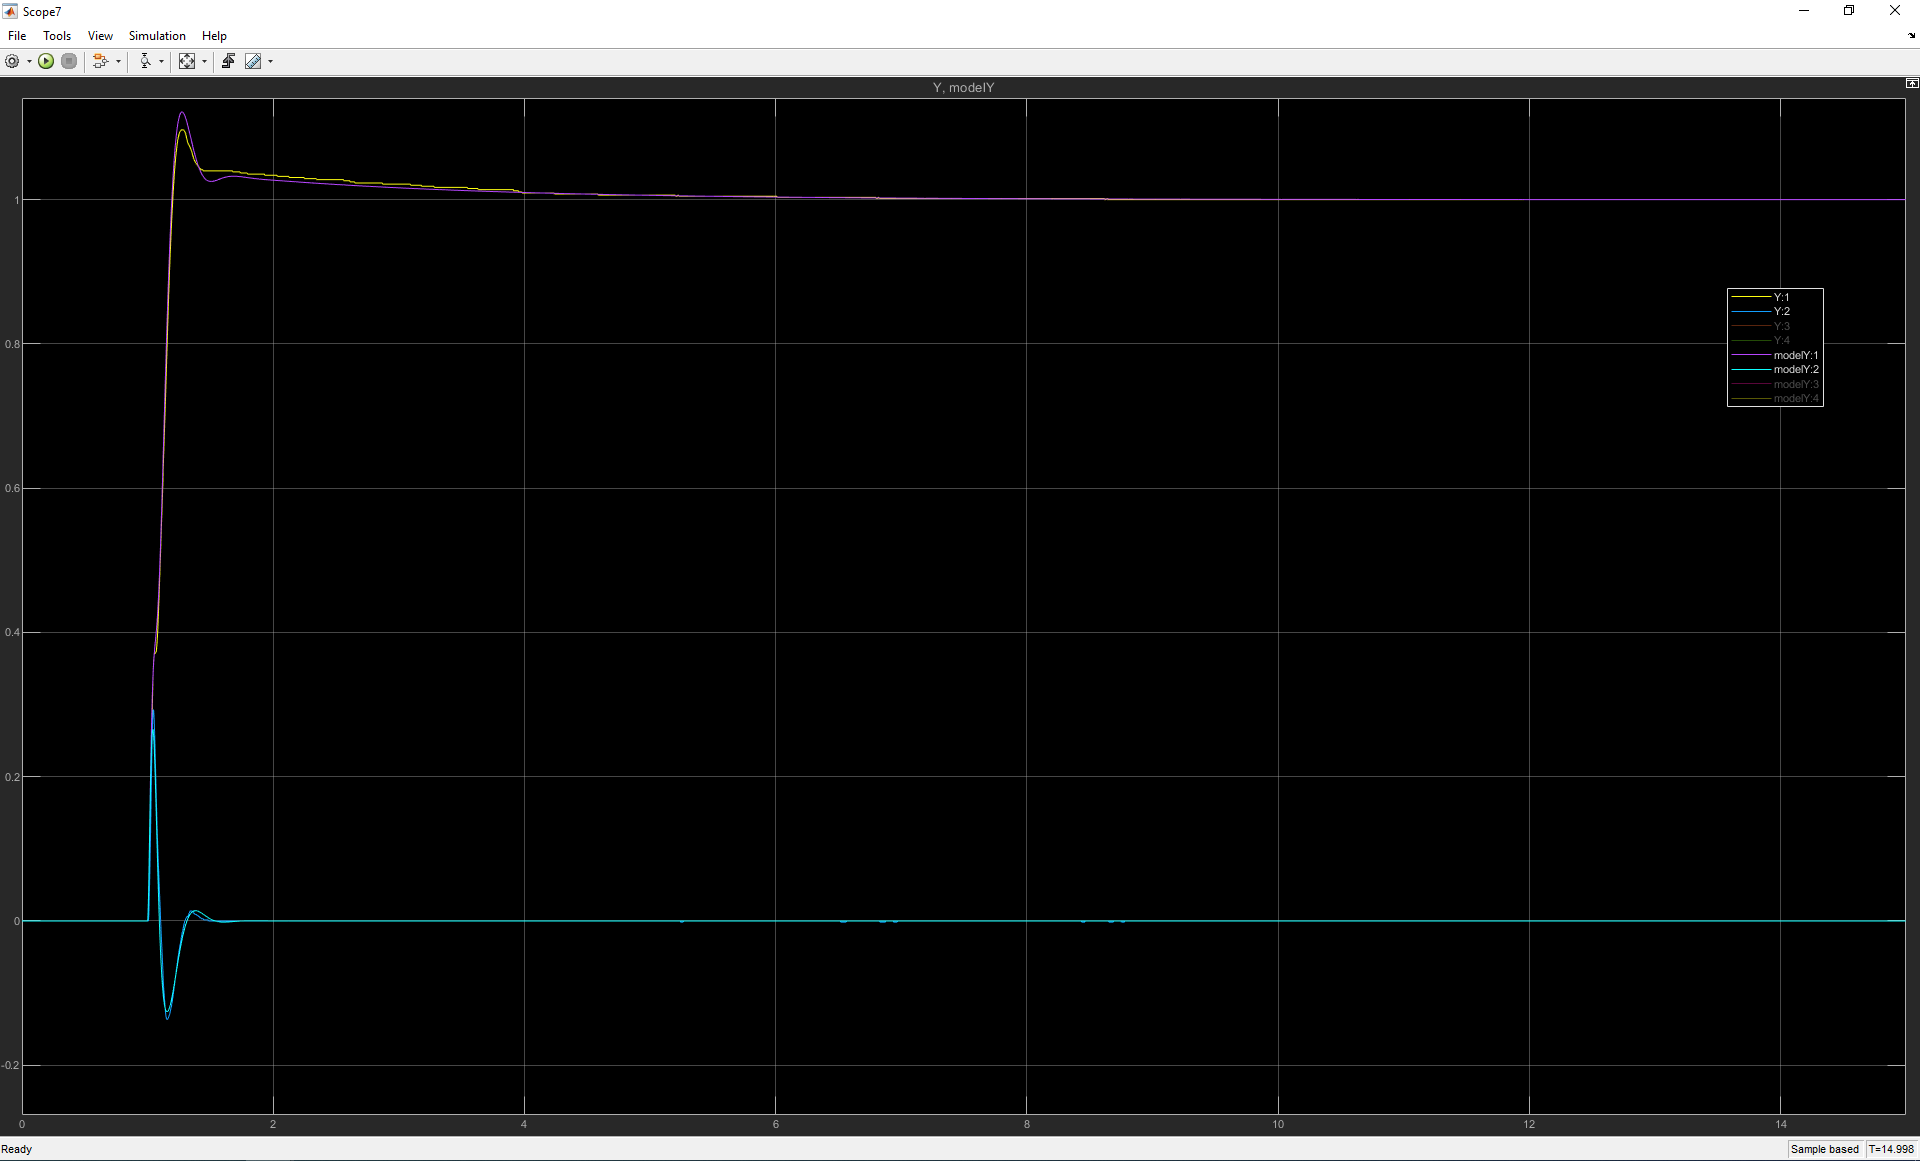 Scope7
File Tools View Simulation Help
Y, modelY
1
0.8
0.6
0.4
0.2
0
-0.2
Y:1
Y:2
Y:3
Y:4
modelY:1
modelY:2
modelY:3
modelY:4
0 2 4 6 8 10 12 14
Ready
Sample based T=14.998